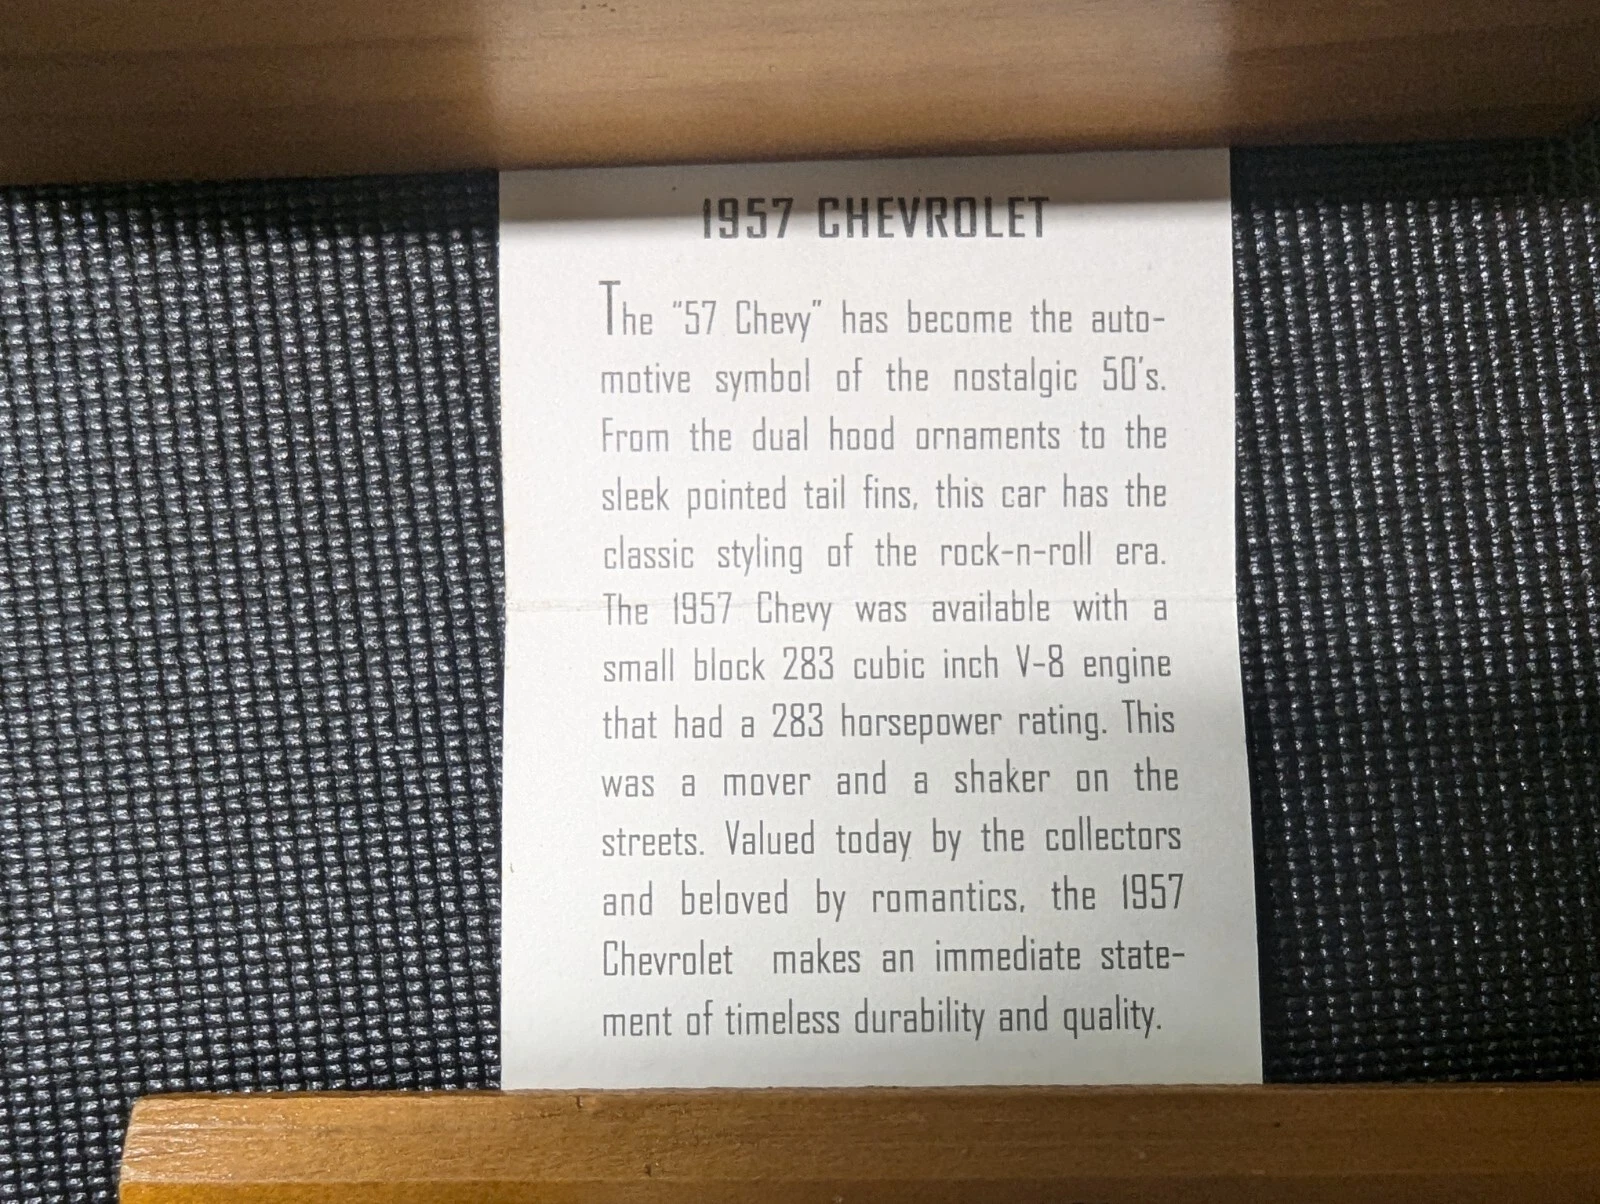 1957 CHEVROLET
The "57 Chevy" has become the auto-
motive symbol of the nostalgic 50's.
From the dual hood ornaments to the
sleek pointed tail fins, this car has the
classic styling of the rock-n-roll era.
The 1957 Chevy was available with a
small block 283 cubic inch V-8 engine
that had a 283 horsepower rating. This
was a mover and a shaker on the
streets. Valued today by the collectors
and beloved by romantics, the 1957
Chevrolet makes an immediate state-
ment of timeless durability and quality.